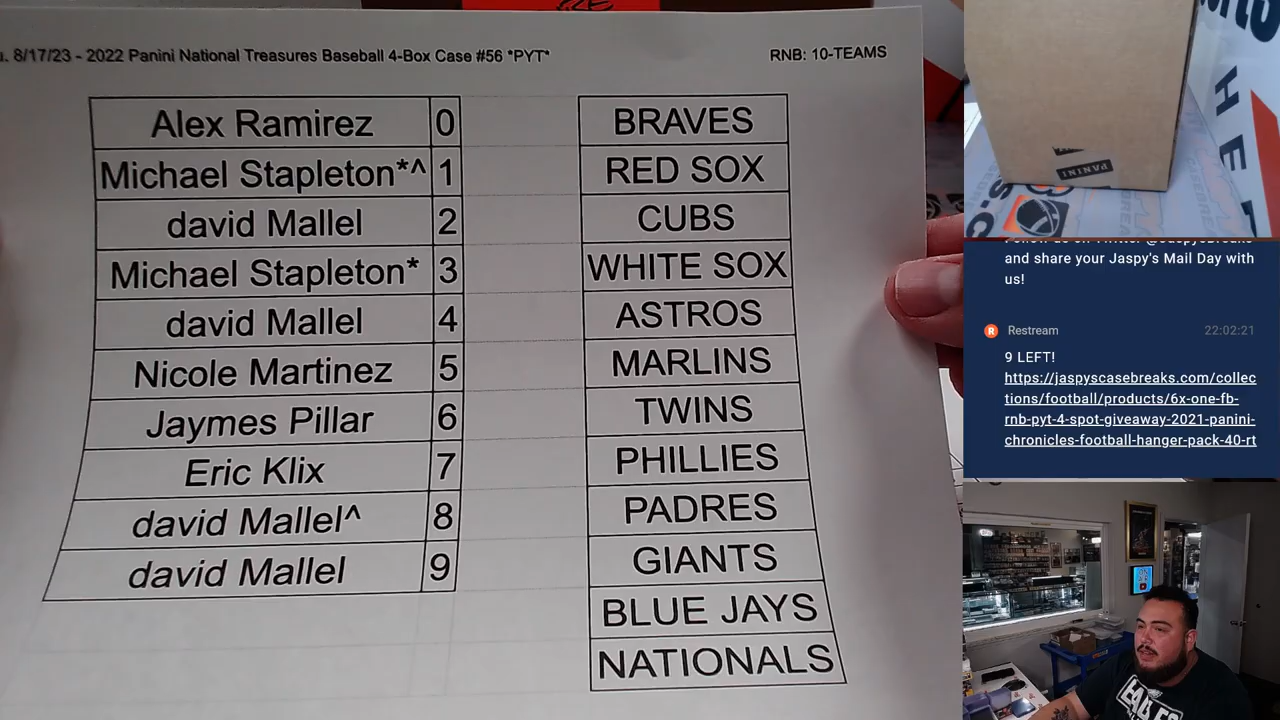 . 8/17/23 - 2022 Panini National Treasures Baseball 4-Box Case #56 *PYT*
RNB: 10-TEAMS
Alex Ramirez 0
Michael Stapleton*^ 1
david Mallel 2
Michael Stapleton* 3
david Mallel 4
Nicole Martinez 5
Jaymes Pillar 6
Eric Klix 7
david Mallel^ 8
david Mallel 9
BRAVES
RED SOX
CUBS
WHITE SOX
ASTROS
MARLINS
TWINS
PHILLIES
PADRES
GIANTS
BLUE JAYS
NATIONALS
PANINI
and share your Jaspy's Mail Day with
us!
Restream 22:02:21
9 LEFT!
https://jaspyscasebreaks.com/collec
tions/football/products/6x-one-fb-
rnb-pyt-4-spot-giveaway-2021-panini-
chronicles-football-hanger-pack-40-rt
EAGLES